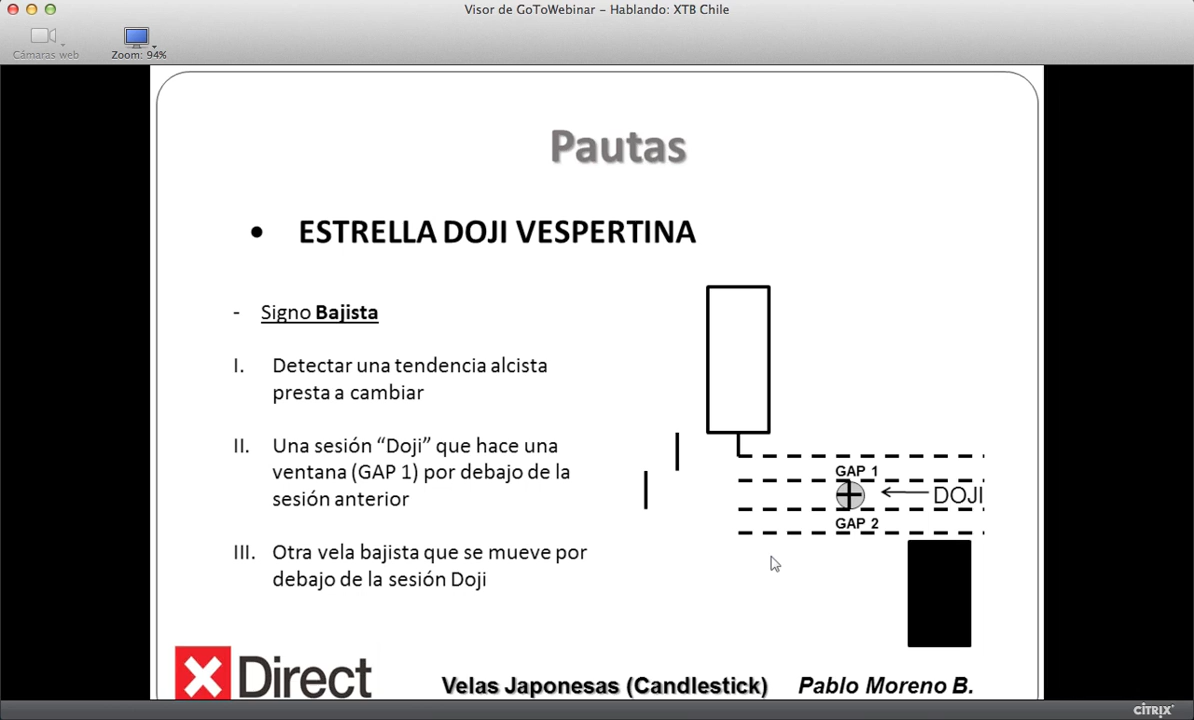 Visor de GoToWebinar – Hablando: XTB Chile
Cámaras web
Zoom: 94%
Pautas
• ESTRELLA DOJI VESPERTINA
- Signo Bajista
I. Detectar una tendencia alcista
presta a cambiar
II. Una sesión “Doji” que hace una
ventana (GAP 1) por debajo de la
sesión anterior
III. Otra vela bajista que se mueve por
debajo de la sesión Doji
GAP 1
DOJI
GAP 2
X Direct
Velas Japonesas (Candlestick)
Pablo Moreno B.
CITRIX